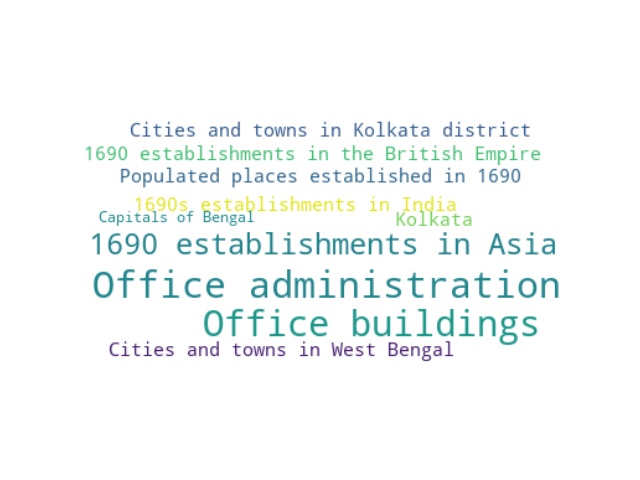 Cities and towns in Kolkata district
1690 establishments in the British Empire
Populated places established in 1690
1690s establishments in India
Capitals of Bengal
Kolkata
1690 establishments in Asia
Office administration
Office buildings
Cities and towns in West Bengal